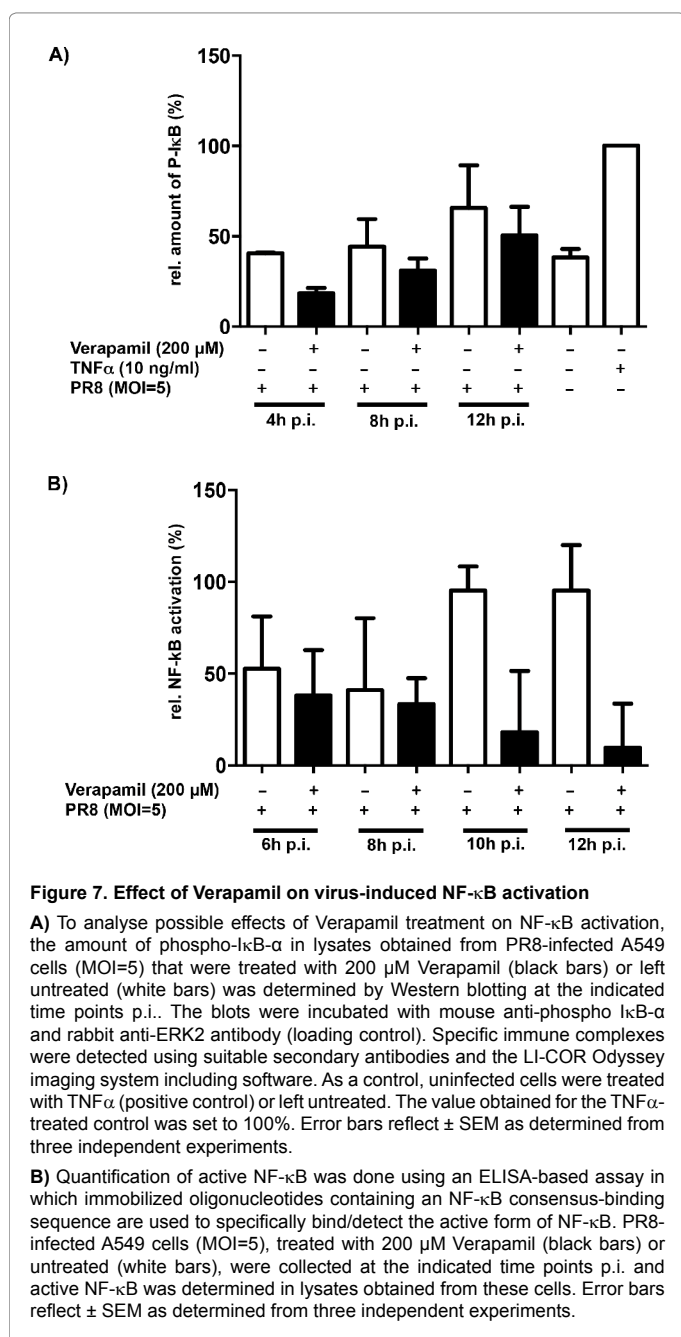 A)
150
100
50
0
rel. amount of P-IκB (%)
Verapamil (200 µM) – + – + – + – –
TNFα (10 ng/ml) – – – – – – – +
PR8 (MOI=5) + + + + + + – –
4h p.i. 8h p.i. 12h p.i.
B)
150
100
50
0
rel. NF-kB activation (%)
Verapamil (200 µM) – + – + – + – +
PR8 (MOI=5) + + + + + + + +
6h p.i. 8h p.i. 10h p.i. 12h p.i.
Figure 7. Effect of Verapamil on virus-induced NF-κB activation
A) To analyse possible effects of Verapamil treatment on NF-κB activation,
the amount of phospho-IκB-α in lysates obtained from PR8-infected A549
cells (MOI=5) that were treated with 200 µM Verapamil (black bars) or left
untreated (white bars) was determined by Western blotting at the indicated
time points p.i.. The blots were incubated with mouse anti-phospho IκB-α
and rabbit anti-ERK2 antibody (loading control). Specific immune complexes
were detected using suitable secondary antibodies and the LI-COR Odyssey
imaging system including software. As a control, uninfected cells were treated
with TNFα (positive control) or left untreated. The value obtained for the TNFα-
treated control was set to 100%. Error bars reflect ± SEM as determined from
three independent experiments.
B) Quantification of active NF-κB was done using an ELISA-based assay in
which immobilized oligonucleotides containing an NF-κB consensus-binding
sequence are used to specifically bind/detect the active form of NF-κB. PR8-
infected A549 cells (MOI=5), treated with 200 µM Verapamil (black bars) or
untreated (white bars), were collected at the indicated time points p.i. and
active NF-κB was determined in lysates obtained from these cells. Error bars
reflect ± SEM as determined from three independent experiments.